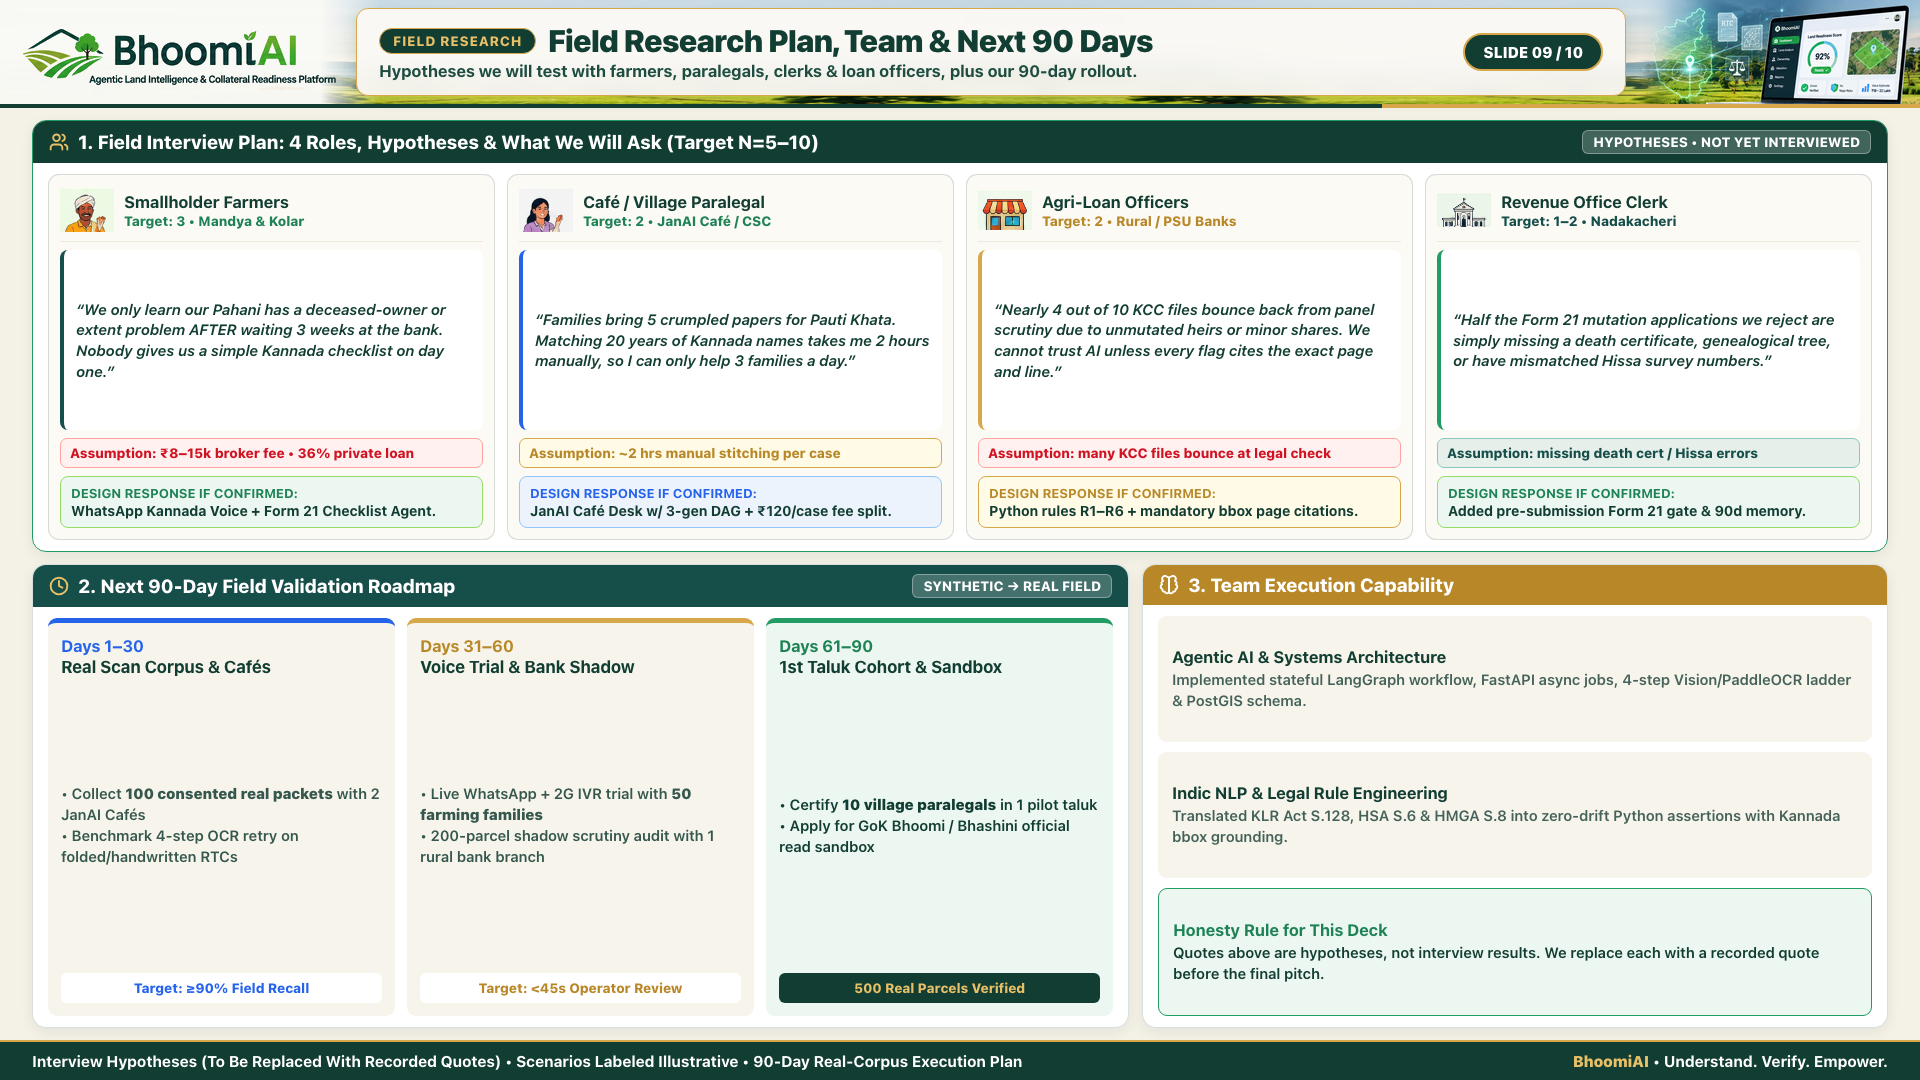 BhoomiAI
Agentic Land Intelligence & Collateral Readiness Platform
FIELD RESEARCH
Field Research Plan, Team & Next 90 Days
Hypotheses we will test with farmers, paralegals, clerks & loan officers, plus our 90-day rollout.
SLIDE 09 / 10
RTC
Land Readiness Score
92%
1. Field Interview Plan: 4 Roles, Hypotheses & What We Will Ask (Target N=5–10)
HYPOTHESES • NOT YET INTERVIEWED
Smallholder Farmers
Target: 3 • Mandya & Kolar
“We only learn our Pahani has a deceased-owner or
extent problem AFTER waiting 3 weeks at the bank.
Nobody gives us a simple Kannada checklist on day
one.”
Assumption: ₹8–15k broker fee • 36% private loan
DESIGN RESPONSE IF CONFIRMED:
WhatsApp Kannada Voice + Form 21 Checklist Agent.
Café / Village Paralegal
Target: 2 • JanAI Café / CSC
“Families bring 5 crumpled papers for Pauti Khata.
Matching 20 years of Kannada names takes me 2 hours
manually, so I can only help 3 families a day.”
Assumption: ~2 hrs manual stitching per case
DESIGN RESPONSE IF CONFIRMED:
JanAI Café Desk w/ 3-gen DAG + ₹120/case fee split.
Agri-Loan Officers
Target: 2 • Rural / PSU Banks
“Nearly 4 out of 10 KCC files bounce back from panel
scrutiny due to unmutated heirs or minor shares. We
cannot trust AI unless every flag cites the exact page
and line.”
Assumption: many KCC files bounce at legal check
DESIGN RESPONSE IF CONFIRMED:
Python rules R1–R6 + mandatory bbox page citations.
Revenue Office Clerk
Target: 1–2 • Nadakacheri
“Half the Form 21 mutation applications we reject are
simply missing a death certificate, genealogical tree,
or have mismatched Hissa survey numbers.”
Assumption: missing death cert / Hissa errors
DESIGN RESPONSE IF CONFIRMED:
Added pre-submission Form 21 gate & 90d memory.
2. Next 90-Day Field Validation Roadmap
SYNTHETIC → REAL FIELD
Days 1–30
Real Scan Corpus & Cafés
• Collect 100 consented real packets with 2
JanAI Cafés
• Benchmark 4-step OCR retry on
folded/handwritten RTCs
Target: ≥90% Field Recall
Days 31–60
Voice Trial & Bank Shadow
• Live WhatsApp + 2G IVR trial with 50
farming families
• 200-parcel shadow scrutiny audit with 1
rural bank branch
Target: <45s Operator Review
Days 61–90
1st Taluk Cohort & Sandbox
• Certify 10 village paralegals in 1 pilot taluk
• Apply for GoK Bhoomi / Bhashini official
read sandbox
500 Real Parcels Verified
3. Team Execution Capability
Agentic AI & Systems Architecture
Implemented stateful LangGraph workflow, FastAPI async jobs, 4-step Vision/PaddleOCR ladder
& PostGIS schema.
Indic NLP & Legal Rule Engineering
Translated KLR Act S.128, HSA S.6 & HMGA S.8 into zero-drift Python assertions with Kannada
bbox grounding.
Honesty Rule for This Deck
Quotes above are hypotheses, not interview results. We replace each with a recorded quote
before the final pitch.
Interview Hypotheses (To Be Replaced With Recorded Quotes) • Scenarios Labeled Illustrative • 90-Day Real-Corpus Execution Plan
BhoomiAI • Understand. Verify. Empower.